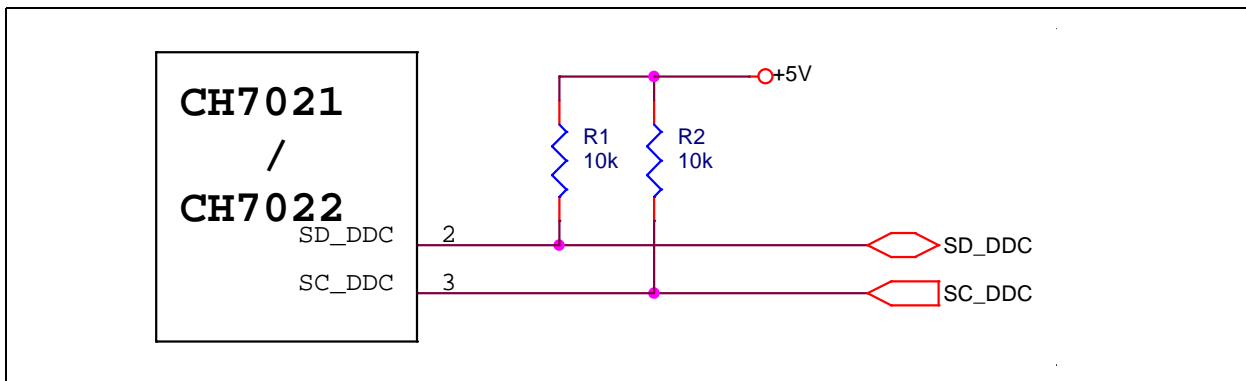 CH7021
/
CH7022
+5V
R1
10k
R2
10k
SD_DDC 2 SD_DDC
SC_DDC 3 SC_DDC